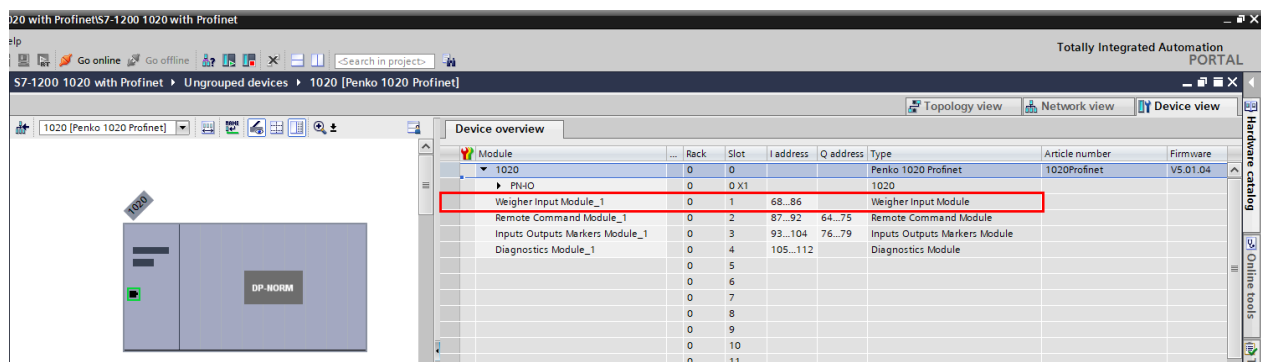 020 with Profinet\S7-1200 1020 with Profinet
elp
Totally Integrated Automation
PORTAL
Go online Go offline <Search in project>
S7-1200 1020 with Profinet ▸ Ungrouped devices ▸ 1020 [Penko 1020 Profinet]
Topology view Network view Device view
1020 [Penko 1020 Profinet]
Device overview
Module ... Rack Slot I address Q address Type Article number Firmware
1020 0 0 Penko 1020 Profinet 1020Profinet V5.01.04
PN-IO 0 0 X1 1020
Weigher Input Module_1 0 1 68...86 Weigher Input Module
Remote Command Module_1 0 2 87...92 64...75 Remote Command Module
Inputs Outputs Markers Module_1 0 3 93...104 76...79 Inputs Outputs Markers Module
Diagnostics Module_1 0 4 105...112 Diagnostics Module
0 5
0 6
0 7
0 8
0 9
0 10
0 11
1020
DP-NORM
Hardware catalog
Online tools